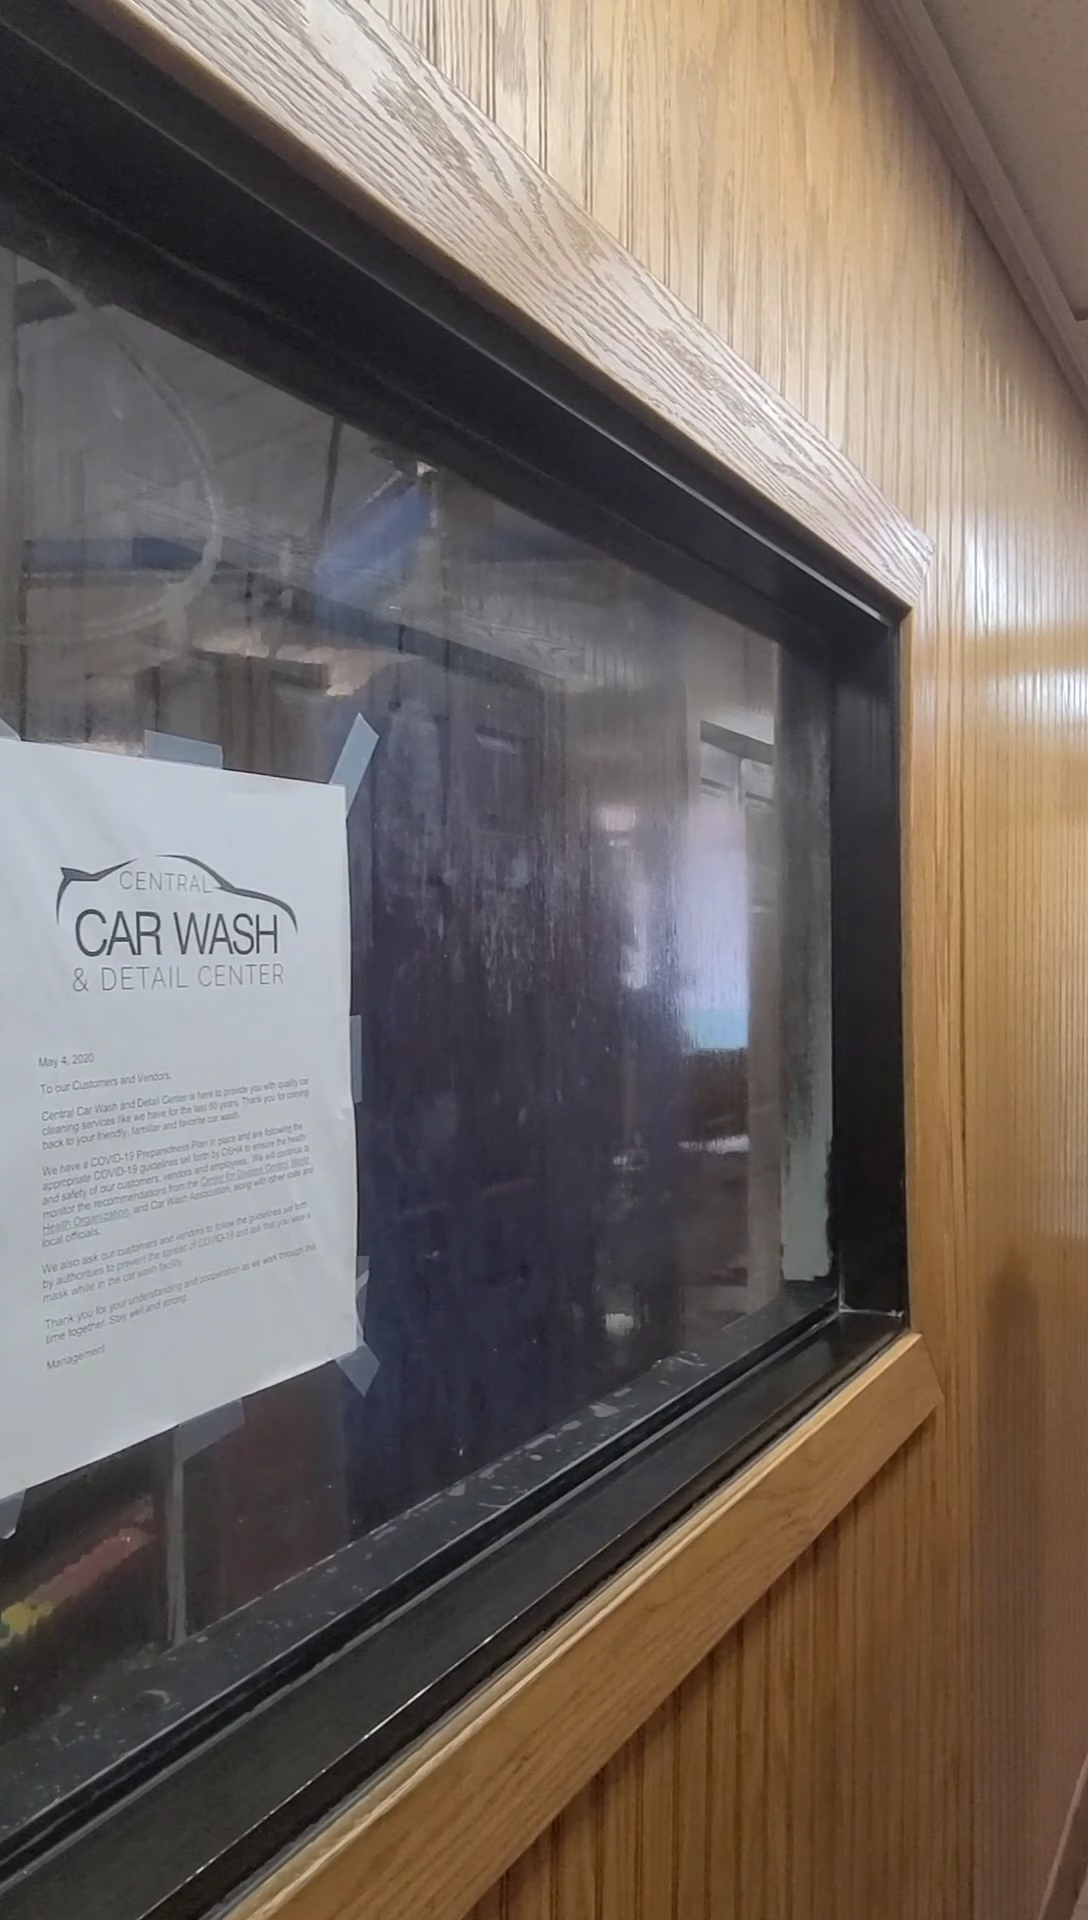 CENTRAL
CAR WASH
& DETAIL CENTER
May 4, 2020
To our Customers and Vendors,
Central Car Wash and Detail Center is here to provide you with quality car
cleaning services like we have for the last 60 years. Thank you for coming
back to your friendly, familiar and favorite car wash.
We have a COVID-19 Preparedness Plan in place and are following the
appropriate COVID-19 guidelines set forth by OSHA to ensure the health
and safety of our customers, vendors and employees. We will continue to
monitor the recommendations from the Center for Disease Control, World
Health Organization, and Car Wash Association, along with other state and
local officials.
We also ask our customers and vendors to follow the guidelines set forth
by authorities to prevent the spread of COVID-19 and ask that you wear a
mask while in the car wash facility.
Thank you for your understanding and cooperation as we work through this
time together. Stay well and strong.
Management